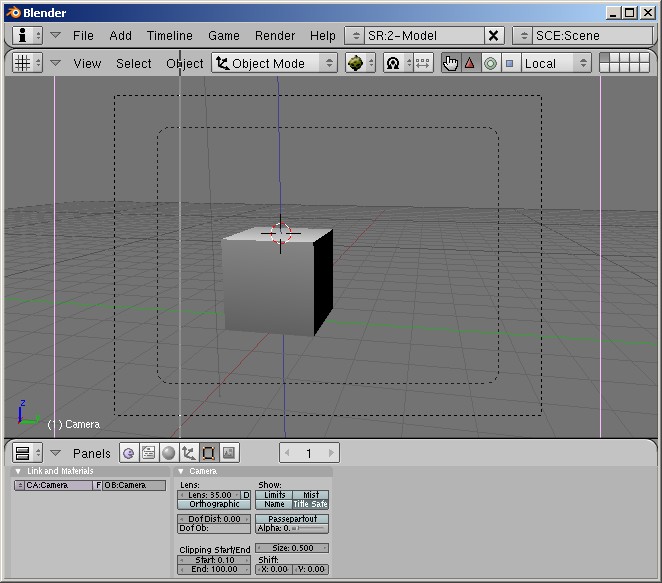 Blender
File Add Timeline Game Render Help SR:2-Model SCE:Scene
View Select Object Object Mode Local
z
(1) Camera
Panels 1
Link and Materials
CA:Camera F OB:Camera
Camera
Lens: Show:
Lens: 35.00 D Limits Mist
Orthographic Name Title Safe
Dof Dist: 0.00 Passepartout
Dof Ob: Alpha: 0.
Clipping Start/End Size: 0.500
Start: 0.10 Shift:
End: 100.00 X: 0.00 Y: 0.00